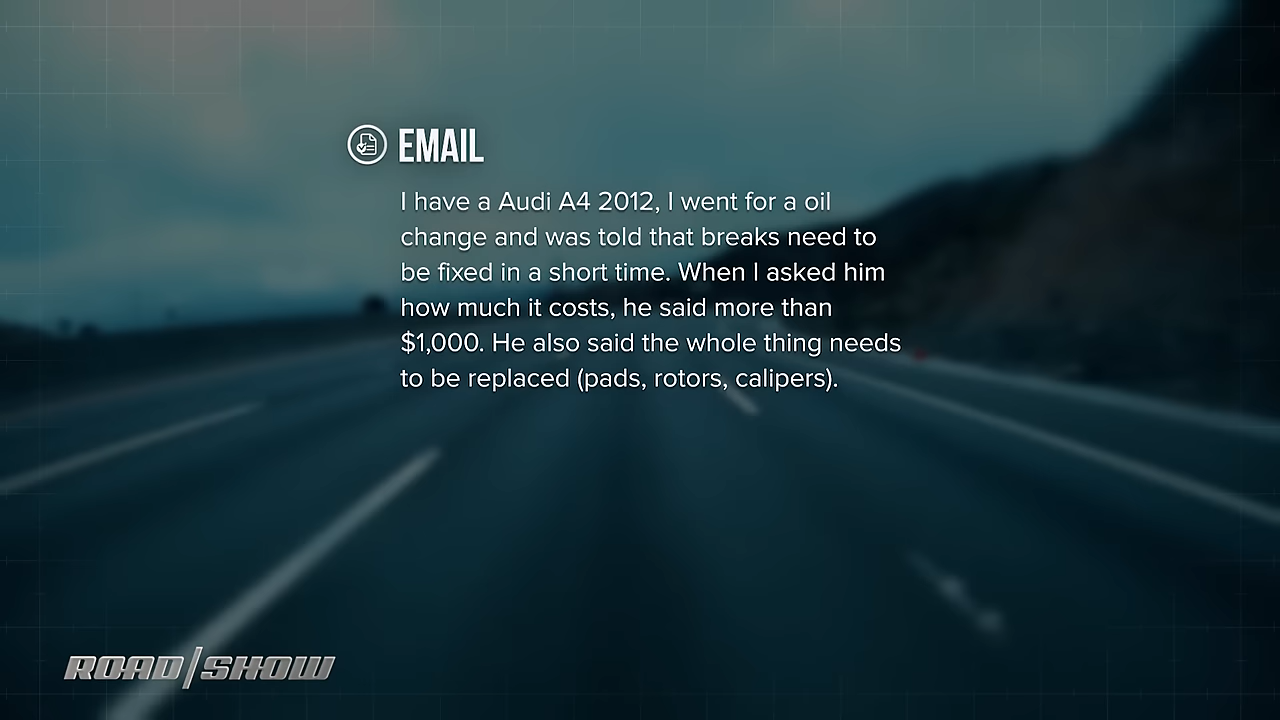 EMAIL
I have a Audi A4 2012, I went for a oil
change and was told that breaks need to
be fixed in a short time. When I asked him
how much it costs, he said more than
$1,000. He also said the whole thing needs
to be replaced (pads, rotors, calipers).
ROAD/SHOW